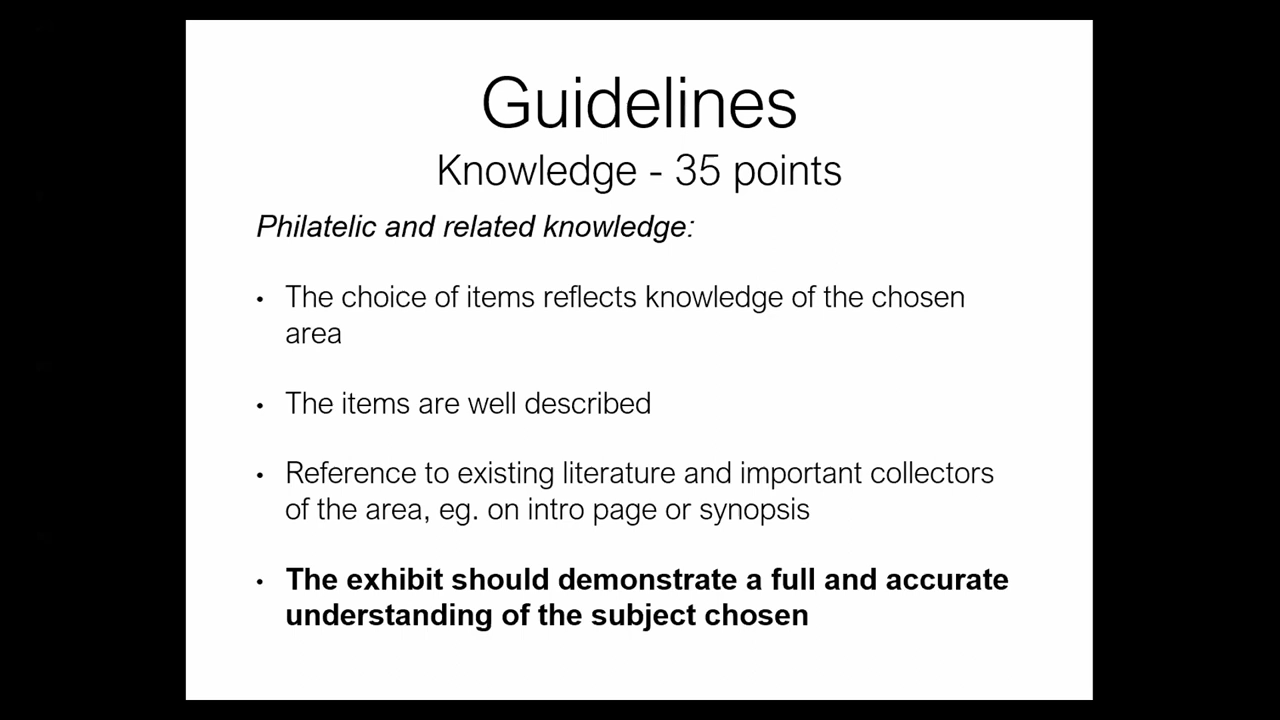 Guidelines
Knowledge - 35 points
Philatelic and related knowledge:
• The choice of items reflects knowledge of the chosen
area
• The items are well described
• Reference to existing literature and important collectors
of the area, eg. on intro page or synopsis
• The exhibit should demonstrate a full and accurate
understanding of the subject chosen